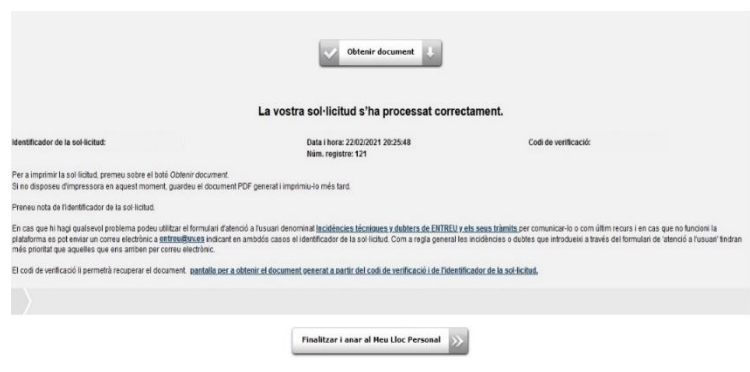 Obtenir document
La vostra sol·licitud s'ha processat correctament.
Identificador de la sol·licitud:
Data i hora: 22/02/2021 20:25:48
Codi de verificació:
Núm. registre: 121
Per a imprimir la sol·licitud, premeu sobre el botó Obtenir document.
Si no disposeu d'impressora en aquest moment, guardeu el document PDF generat i imprimiu-lo més tard.
Preneu nota de l'identificador de la sol·licitud.
En cas que hi hagi qualsevol problema podeu utilitzar el formulari d'atenció a l'usuari denominat Incidències tècniques y dubters de ENTREU y els seus tràmits per comunicar-lo o com últim recurs i en cas que no funcioni la
plataforma es pot enviar un correu electrònic a entreu@uv.es indicant en ambdós casos el identificador de la sol·licitud. Com a regla general les incidències o dubtes que introdueixi a través del formulari de 'atenció a l'usuari' tindran
més prioritat que aquelles que ens arriben per correu electrònic.
El codi de verificació li permetrà recuperar el document. pantalla per a obtenir el document generat a partir del codi de verificació i de l'identificador de la sol·licitud.
Finalitzar i anar al Meu Lloc Personal